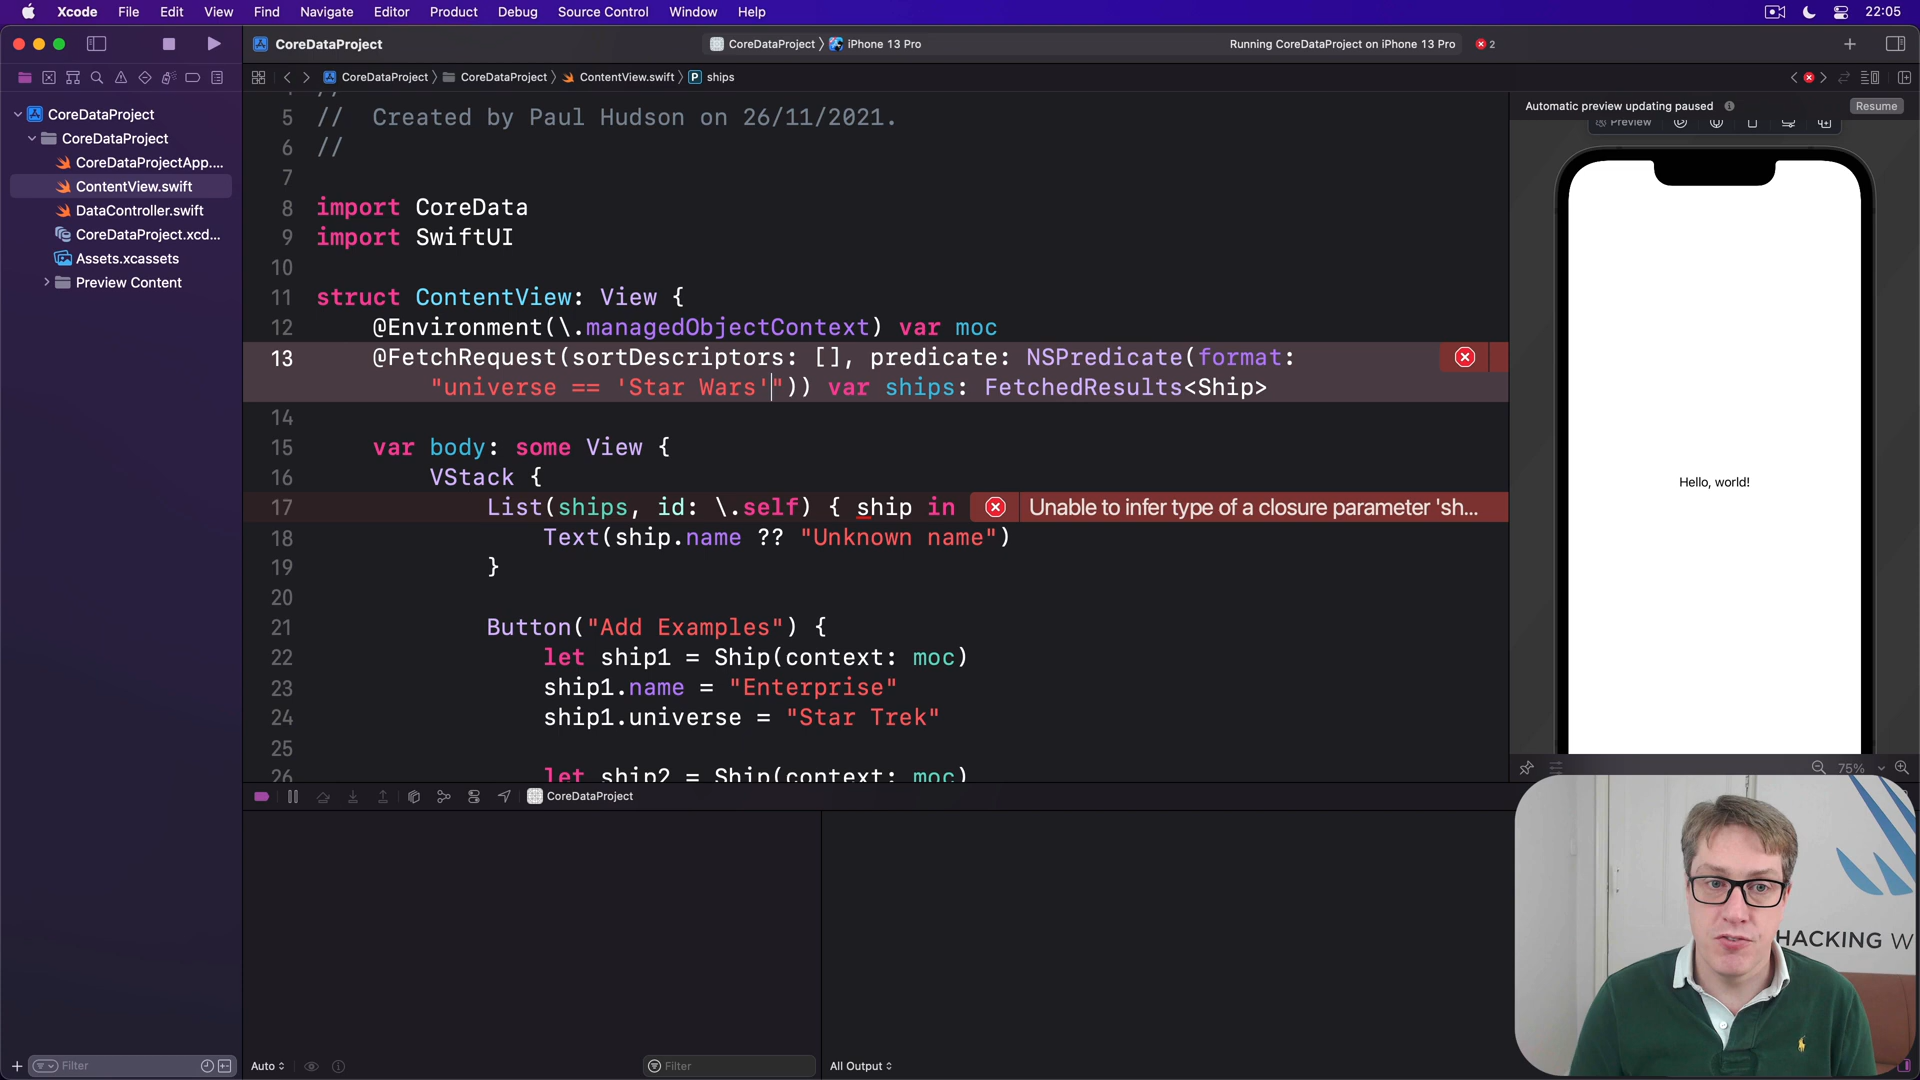 Xcode File Edit View Find Navigate Editor Product Debug Source Control Window Help 22:05
CoreDataProject CoreDataProject iPhone 13 Pro Running CoreDataProject on iPhone 13 Pro 2
CoreDataProject CoreDataProject ContentView.swift P ships
CoreDataProject
CoreDataProject
CoreDataProjectApp....
ContentView.swift
DataController.swift
CoreDataProject.xcd...
Assets.xcassets
Preview Content
5 //  Created by Paul Hudson on 26/11/2021.
6 //
7
8 import CoreData
9 import SwiftUI
10
11 struct ContentView: View {
12 @Environment(\.managedObjectContext) var moc
13 @FetchRequest(sortDescriptors: [], predicate: NSPredicate(format:
"universe == 'Star Wars'")) var ships: FetchedResults<Ship>
14
15 var body: some View {
16 VStack {
17 List(ships, id: \.self) { ship in Unable to infer type of a closure parameter 'sh...
18 Text(ship.name ?? "Unknown name")
19 }
20
21 Button("Add Examples") {
22 let ship1 = Ship(context: moc)
23 ship1.name = "Enterprise"
24 ship1.universe = "Star Trek"
25
26 let ship2 = Ship(context: moc)
Automatic preview updating paused Resume
Preview
Hello, world!
75%
CoreDataProject
HACKING W
Filter
Auto
Filter
All Output